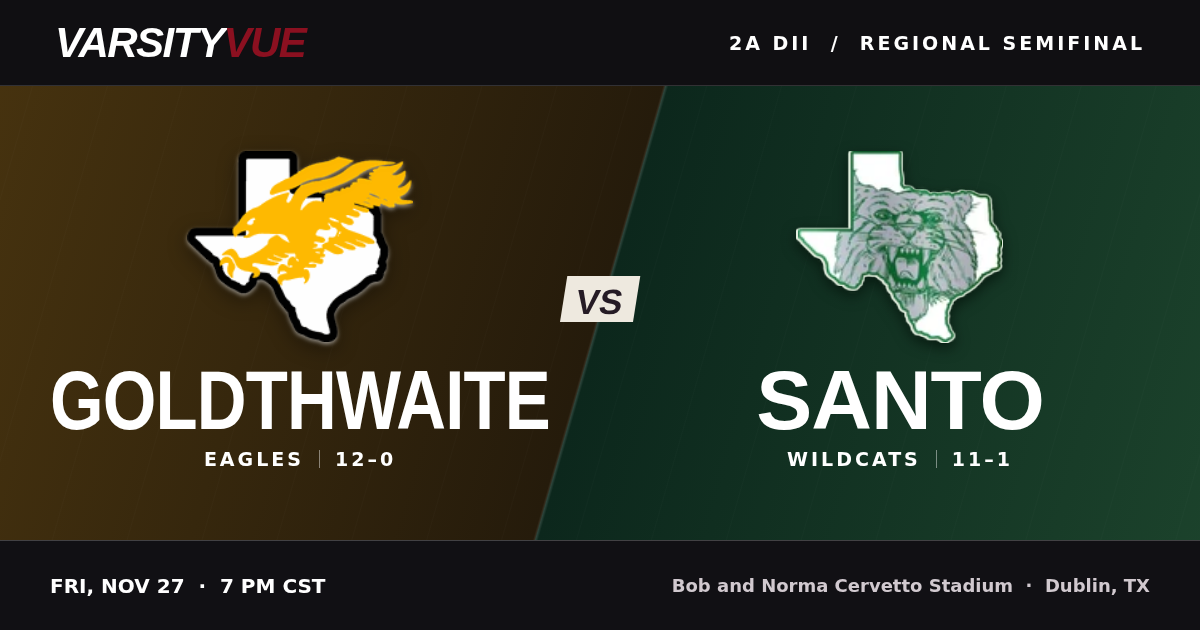 VARSITYVUE
2A DII / REGIONAL SEMIFINAL
VS
GOLDTHWAITE
EAGLES | 12–0
SANTO
WILDCATS | 11–1
FRI, NOV 27 · 7 PM CST
Bob and Norma Cervetto Stadium · Dublin, TX